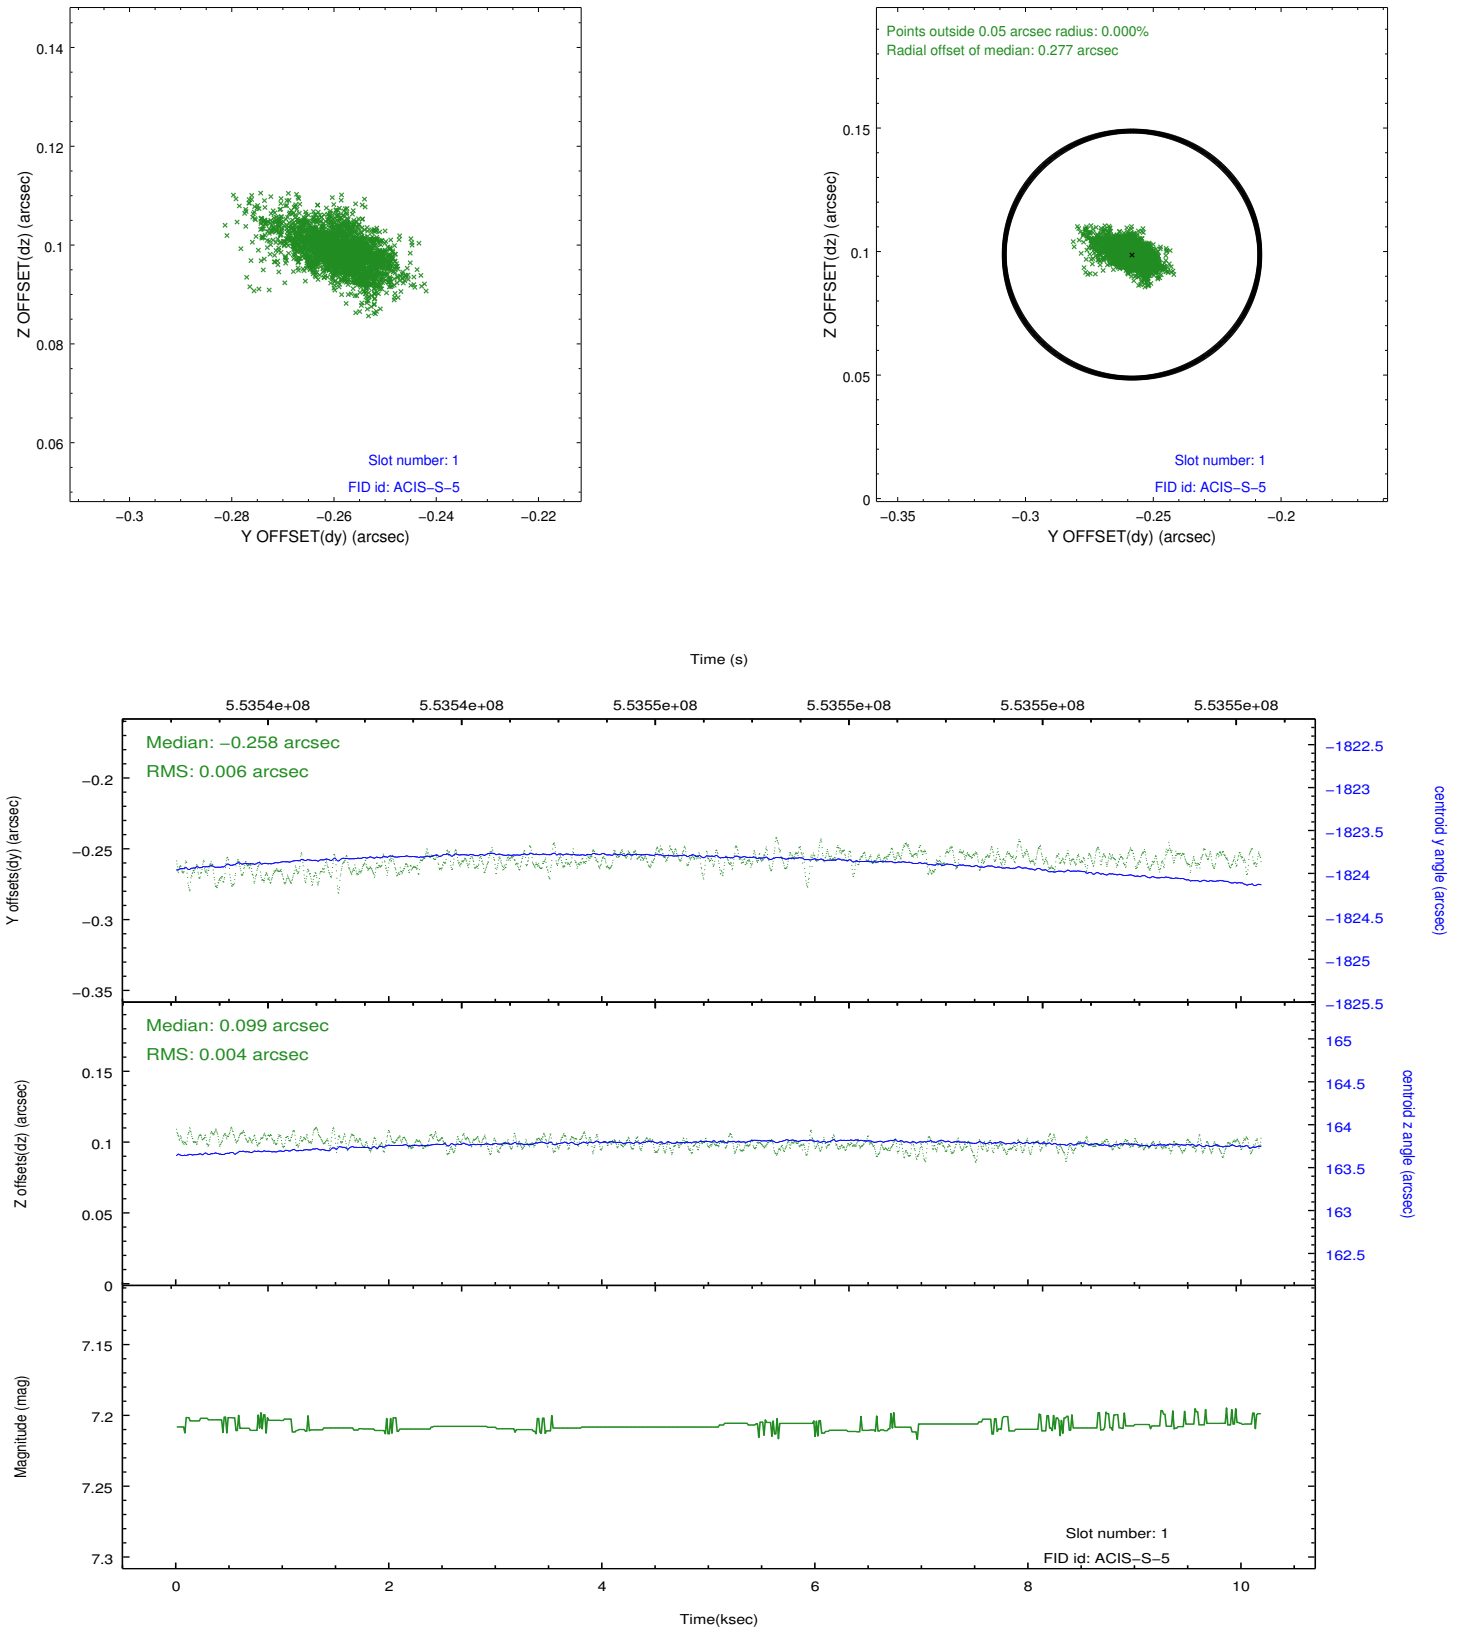 0.14
0.12
0.1
0.08
0.06
Z OFFSET(dz) (arcsec)
Slot number: 1
FID id: ACIS−S−5
−0.3 −0.28 −0.26 −0.24 −0.22
Y OFFSET(dy) (arcsec)
Points outside 0.05 arcsec radius: 0.000%
Radial offset of median: 0.277 arcsec
0.15
0.1
0.05
0
Z OFFSET(dz) (arcsec)
Slot number: 1
FID id: ACIS−S−5
−0.35 −0.3 −0.25 −0.2
Y OFFSET(dy) (arcsec)
Time (s)
5.5354e+08 5.5354e+08 5.5355e+08 5.5355e+08 5.5355e+08 5.5355e+08
Median: −0.258 arcsec
RMS: 0.006 arcsec
−0.2
−0.25
−0.3
−0.35
Y offsets(dy) (arcsec)
−1822.5
−1823
−1823.5
−1824
−1824.5
−1825
−1825.5
centroid y angle (arcsec)
Median: 0.099 arcsec
RMS: 0.004 arcsec
0.15
0.1
0.05
0
Z offsets(dz) (arcsec)
165
164.5
164
163.5
163
162.5
centroid z angle (arcsec)
7.15
7.2
7.25
7.3
Magnitude (mag)
Slot number: 1
FID id: ACIS−S−5
0 2 4 6 8 10
Time(ksec)